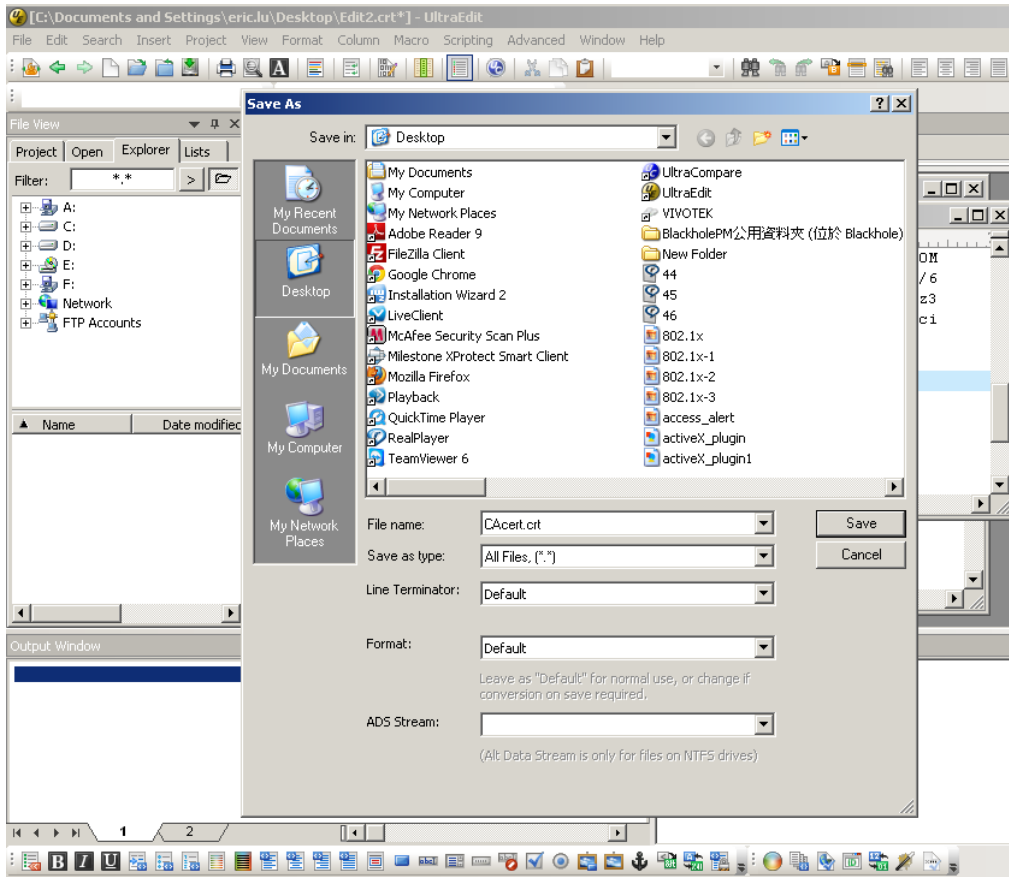 [C:\Documents and Settings\eric.lu\Desktop\Edit2.crt*] - UltraEdit
File Edit Search Insert Project View Format Column Macro Scripting Advanced Window Help
File View
Project Open Explorer Lists
Filter: *.* >
A:
C:
D:
E:
F:
Network
FTP Accounts
Name Date modified
Save As
Save in: Desktop
My Recent Documents
Desktop
My Documents
My Computer
My Network Places
My Documents
My Computer
My Network Places
Adobe Reader 9
FileZilla Client
Google Chrome
Installation Wizard 2
LiveClient
McAfee Security Scan Plus
Milestone XProtect Smart Client
Mozilla Firefox
Playback
QuickTime Player
RealPlayer
TeamViewer 6
UltraCompare
UltraEdit
VIVOTEK
BlackholePM公用資料夾 (位於 Blackhole)
New Folder
44
45
46
802.1x
802.1x-1
802.1x-2
802.1x-3
access_alert
activeX_plugin
activeX_plugin1
File name: CAcert.crt Save
Save as type: All Files, (*.*) Cancel
Line Terminator: Default
Format: Default
Leave as "Default" for normal use, or change if
conversion on save required.
ADS Stream:
(Alt Data Stream is only for files on NTFS drives)
OM
/6
z3
ci
Output Window
1 2
B I U